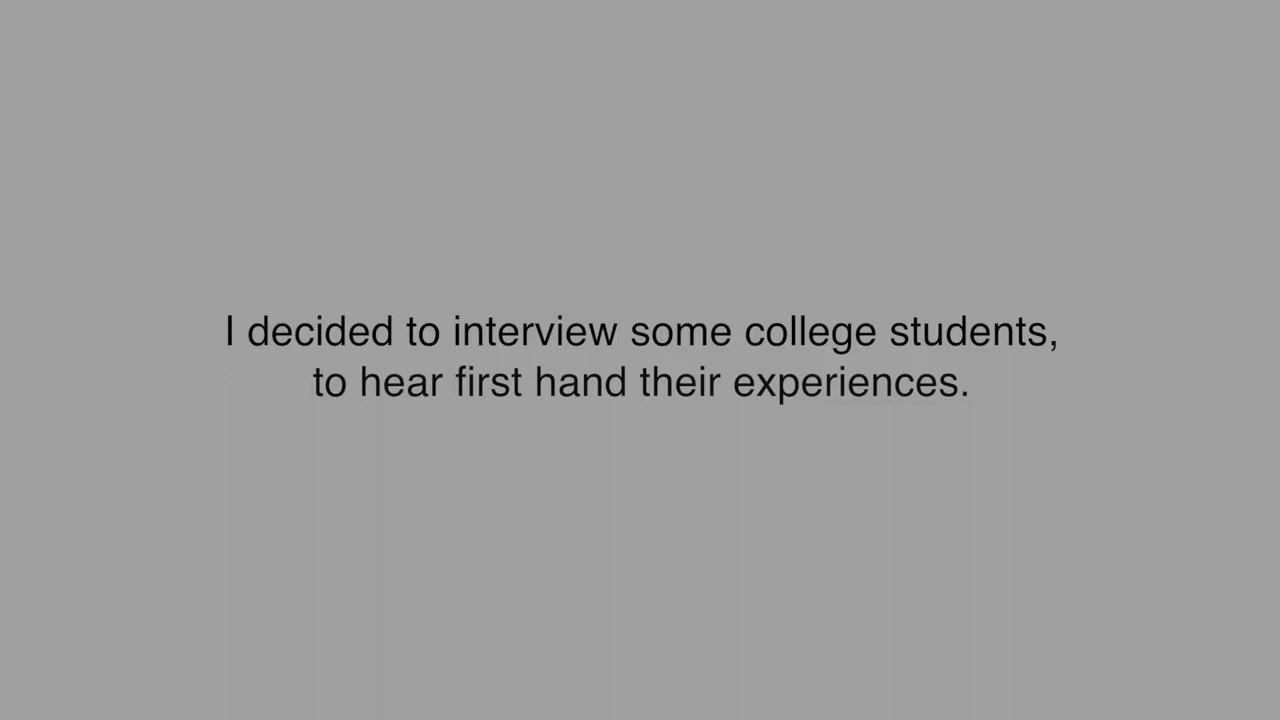 I decided to interview some college students,
to hear first hand their experiences.